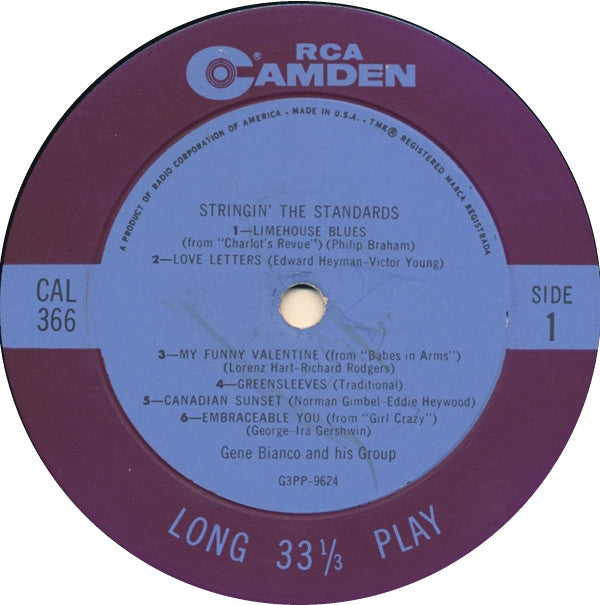 RCA
CAMDEN
A PRODUCT OF RADIO CORPORATION OF AMERICA · MADE IN U.S.A. · TMK® REGISTERED MARCA REGISTRADA
STRINGIN' THE STANDARDS
1—LIMEHOUSE BLUES
(from "Charlot's Revue") (Philip Braham)
2—LOVE LETTERS (Edward Heyman-Victor Young)
CAL
366
SIDE
1
3—MY FUNNY VALENTINE (from "Babes in Arms")
(Lorenz Hart-Richard Rodgers)
4—GREENSLEEVES (Traditional)
5—CANADIAN SUNSET (Norman Gimbel-Eddie Heywood)
6—EMBRACEABLE YOU (from "Girl Crazy")
(George-Ira Gershwin)
Gene Bianco and his Group
G3PP-9624
LONG 33⅓ PLAY